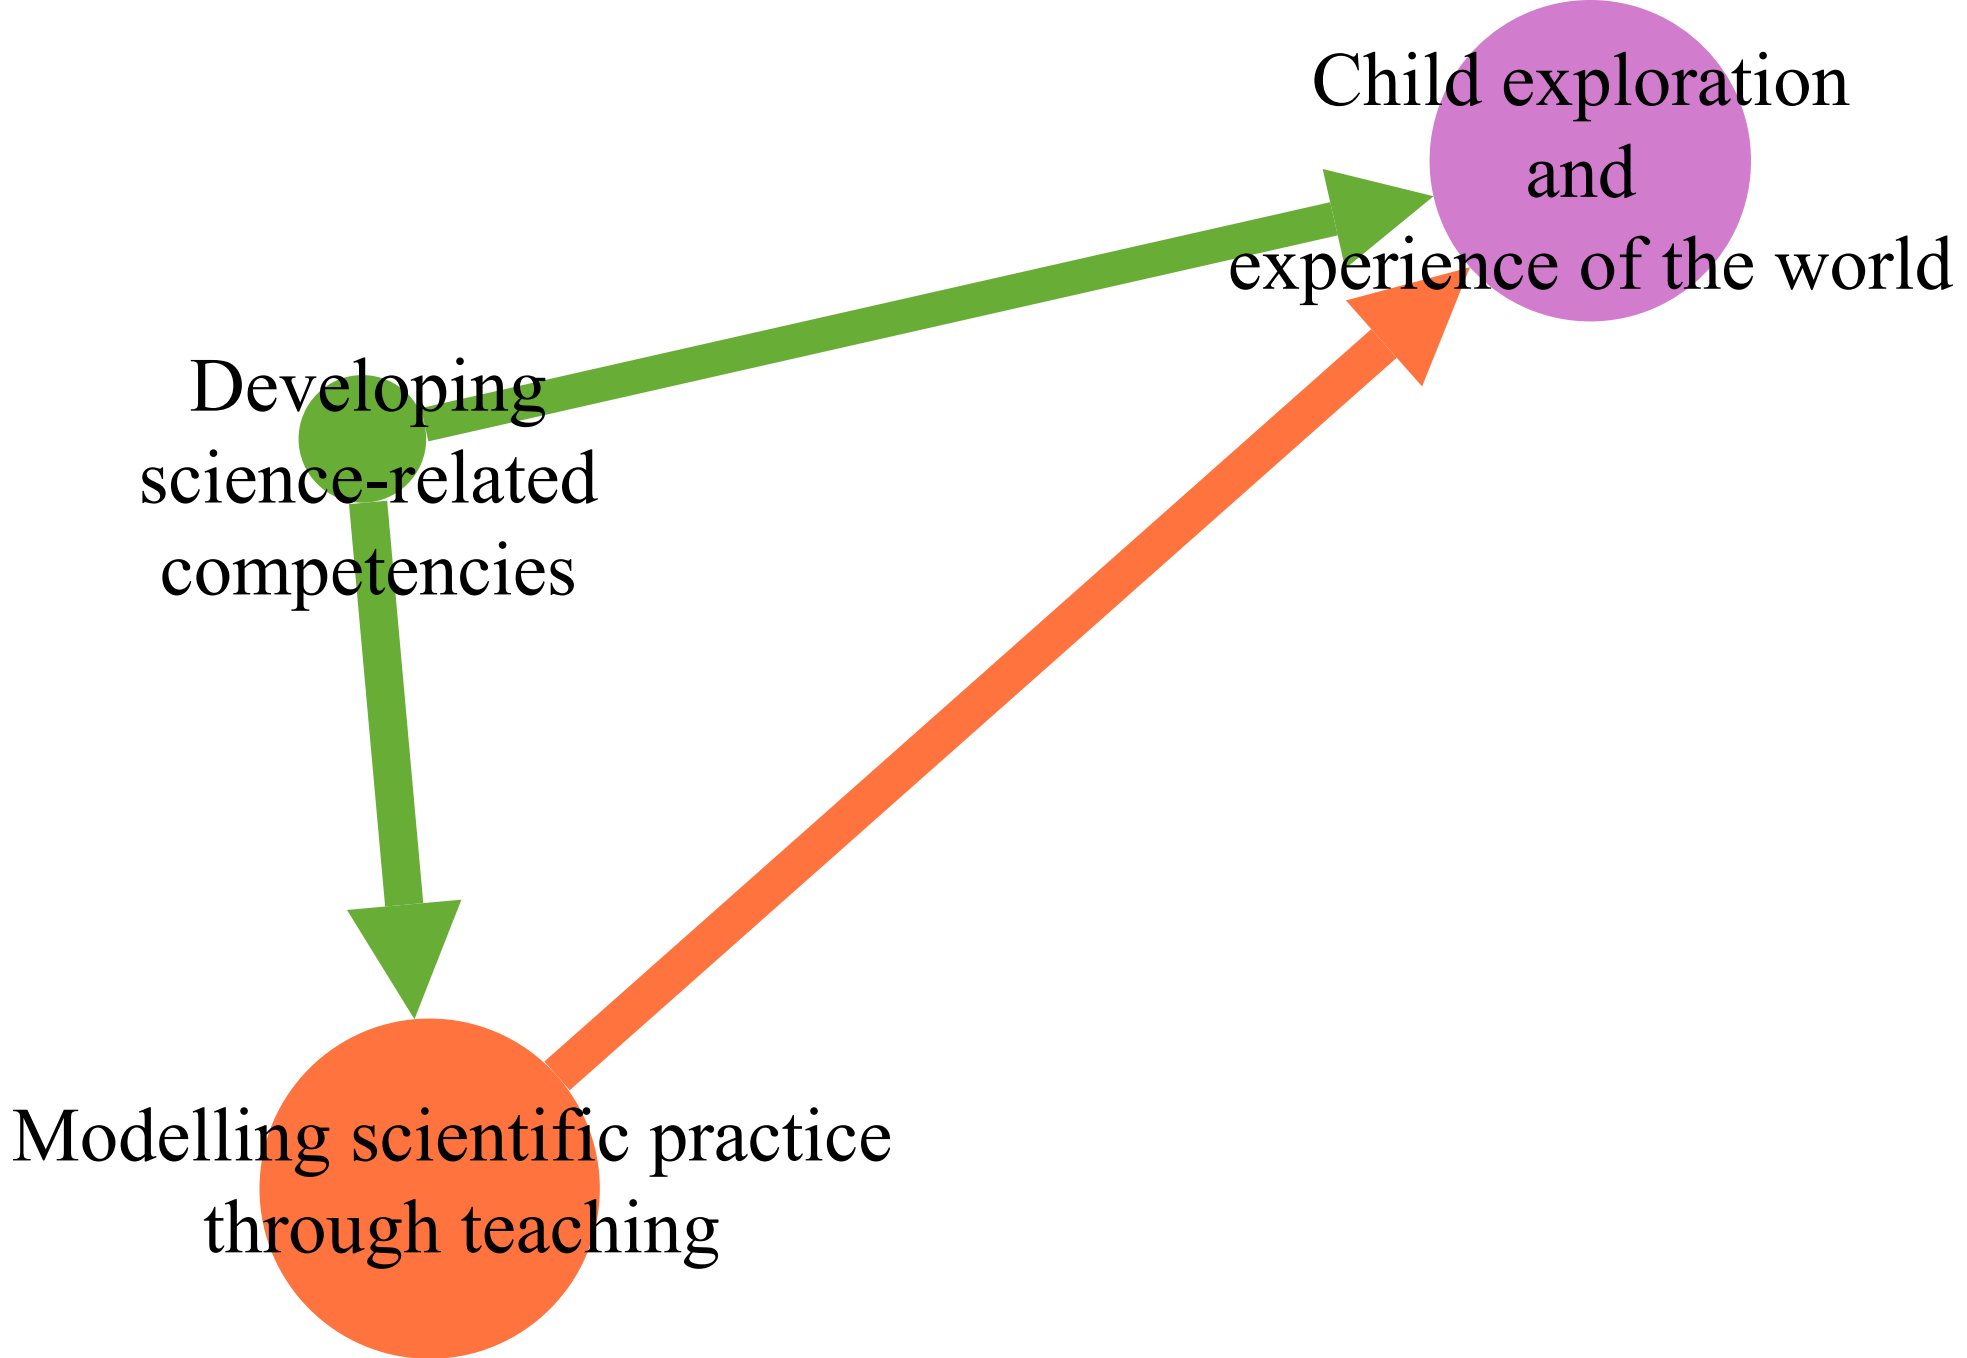 Child exploration
and
experience of the world
Developing
science-related
competencies
Modelling scientific practice
through teaching